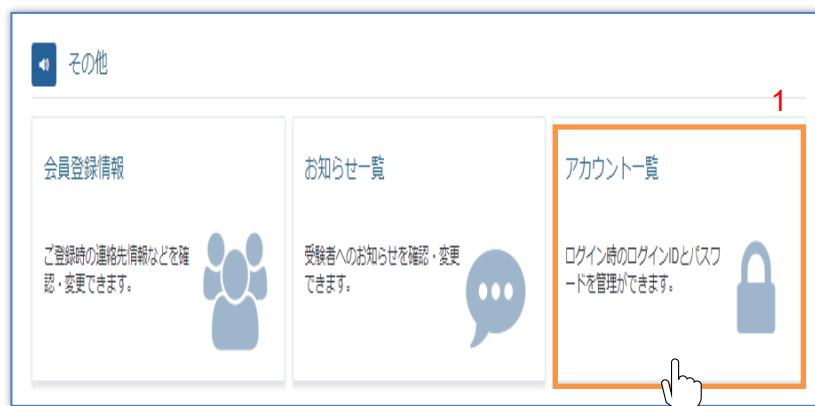 その他
1
会員登録情報
ご登録時の連絡先情報などを確
認・変更できます。
お知らせ一覧
受験者へのお知らせを確認・変更
できます。
アカウント一覧
ログイン時のログインIDとパスワ
ードを管理ができます。